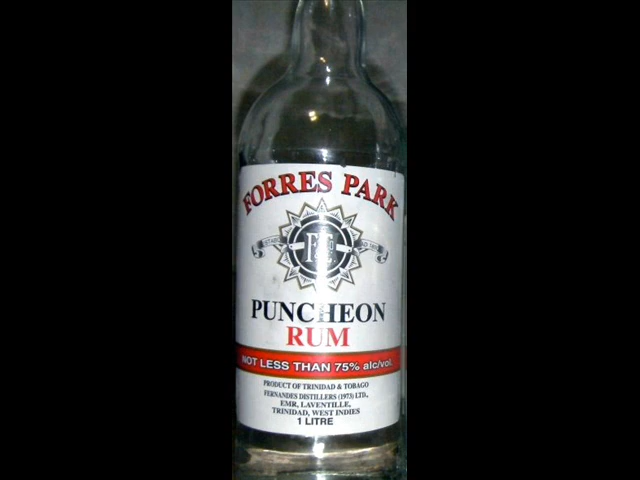 FORRES PARK
PUNCHEON
RUM
NOT LESS THAN 75% alc/vol.
PRODUCT OF TRINIDAD & TOBAGO
FERNANDES DISTILLERS (1973) LTD.,
EMR, LAVENTILLE,
TRINIDAD, WEST INDIES
1 LITRE